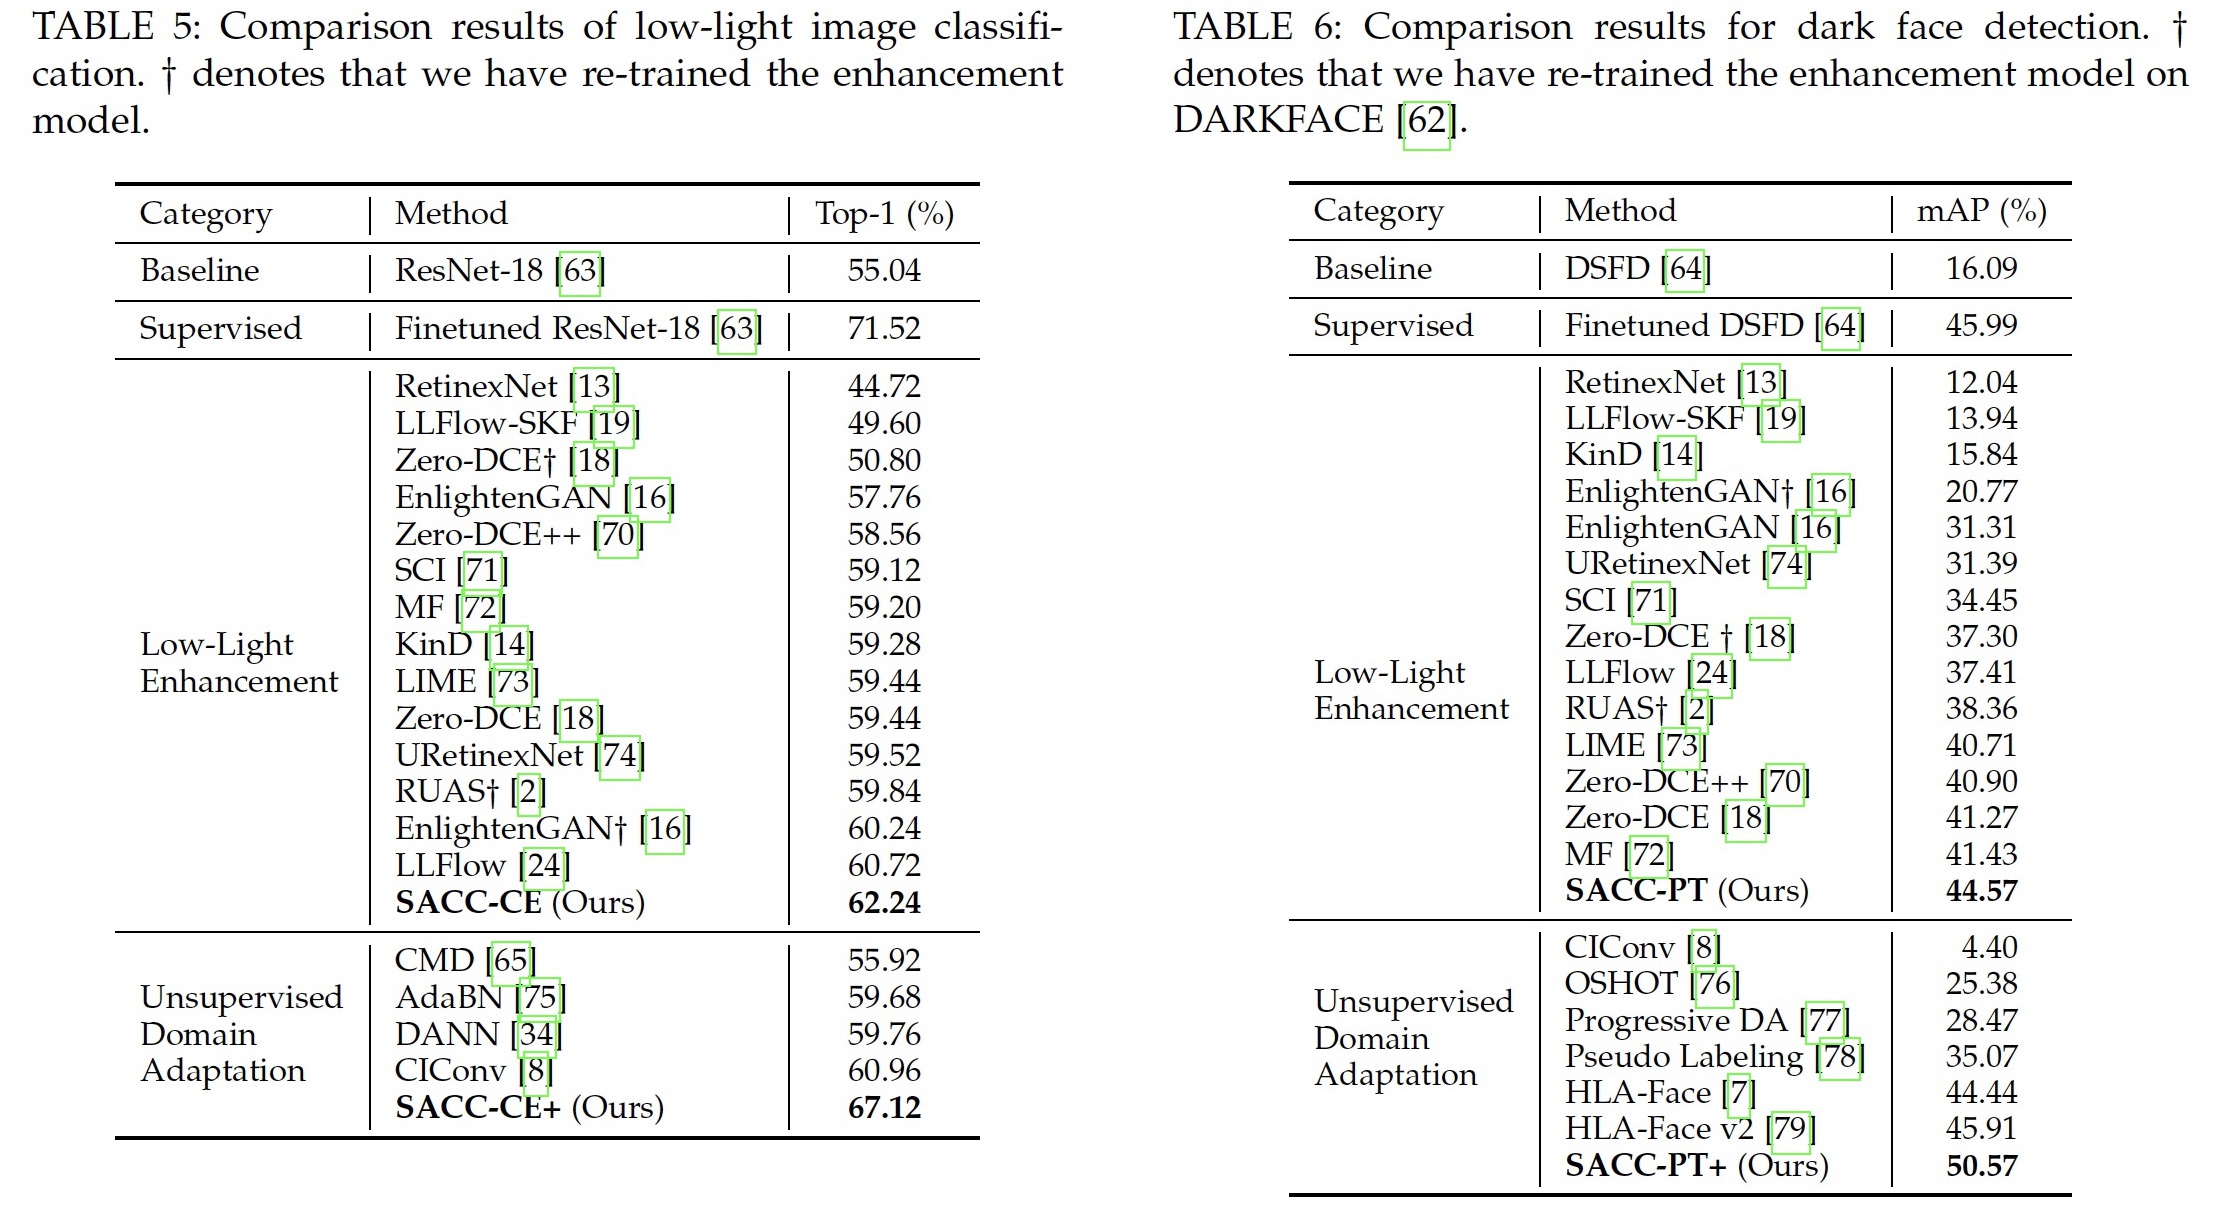 TABLE 5: Comparison results of low-light image classifi-
cation. † denotes that we have re-trained the enhancement
model.
Category Method Top-1 (%)
Baseline ResNet-18 [63] 55.04
Supervised Finetuned ResNet-18 [63] 71.52
RetinexNet [13] 44.72
LLFlow-SKF [19] 49.60
Zero-DCE† [18] 50.80
EnlightenGAN [16] 57.76
Zero-DCE++ [70] 58.56
SCI [71] 59.12
MF [72] 59.20
Low-Light KinD [14] 59.28
Enhancement LIME [73] 59.44
Zero-DCE [18] 59.44
URetinexNet [74] 59.52
RUAS† [2] 59.84
EnlightenGAN† [16] 60.24
LLFlow [24] 60.72
SACC-CE (Ours) 62.24
CMD [65] 55.92
Unsupervised AdaBN [75] 59.68
Domain DANN [34] 59.76
Adaptation CIConv [8] 60.96
SACC-CE+ (Ours) 67.12
TABLE 6: Comparison results for dark face detection. †
denotes that we have re-trained the enhancement model on
DARKFACE [62].
Category Method mAP (%)
Baseline DSFD [64] 16.09
Supervised Finetuned DSFD [64] 45.99
RetinexNet [13] 12.04
LLFlow-SKF [19] 13.94
KinD [14] 15.84
EnlightenGAN† [16] 20.77
EnlightenGAN [16] 31.31
URetinexNet [74] 31.39
SCI [71] 34.45
Zero-DCE † [18] 37.30
Low-Light LLFlow [24] 37.41
Enhancement RUAS† [2] 38.36
LIME [73] 40.71
Zero-DCE++ [70] 40.90
Zero-DCE [18] 41.27
MF [72] 41.43
SACC-PT (Ours) 44.57
CIConv [8] 4.40
OSHOT [76] 25.38
Unsupervised Progressive DA [77] 28.47
Domain Pseudo Labeling [78] 35.07
Adaptation HLA-Face [7] 44.44
HLA-Face v2 [79] 45.91
SACC-PT+ (Ours) 50.57